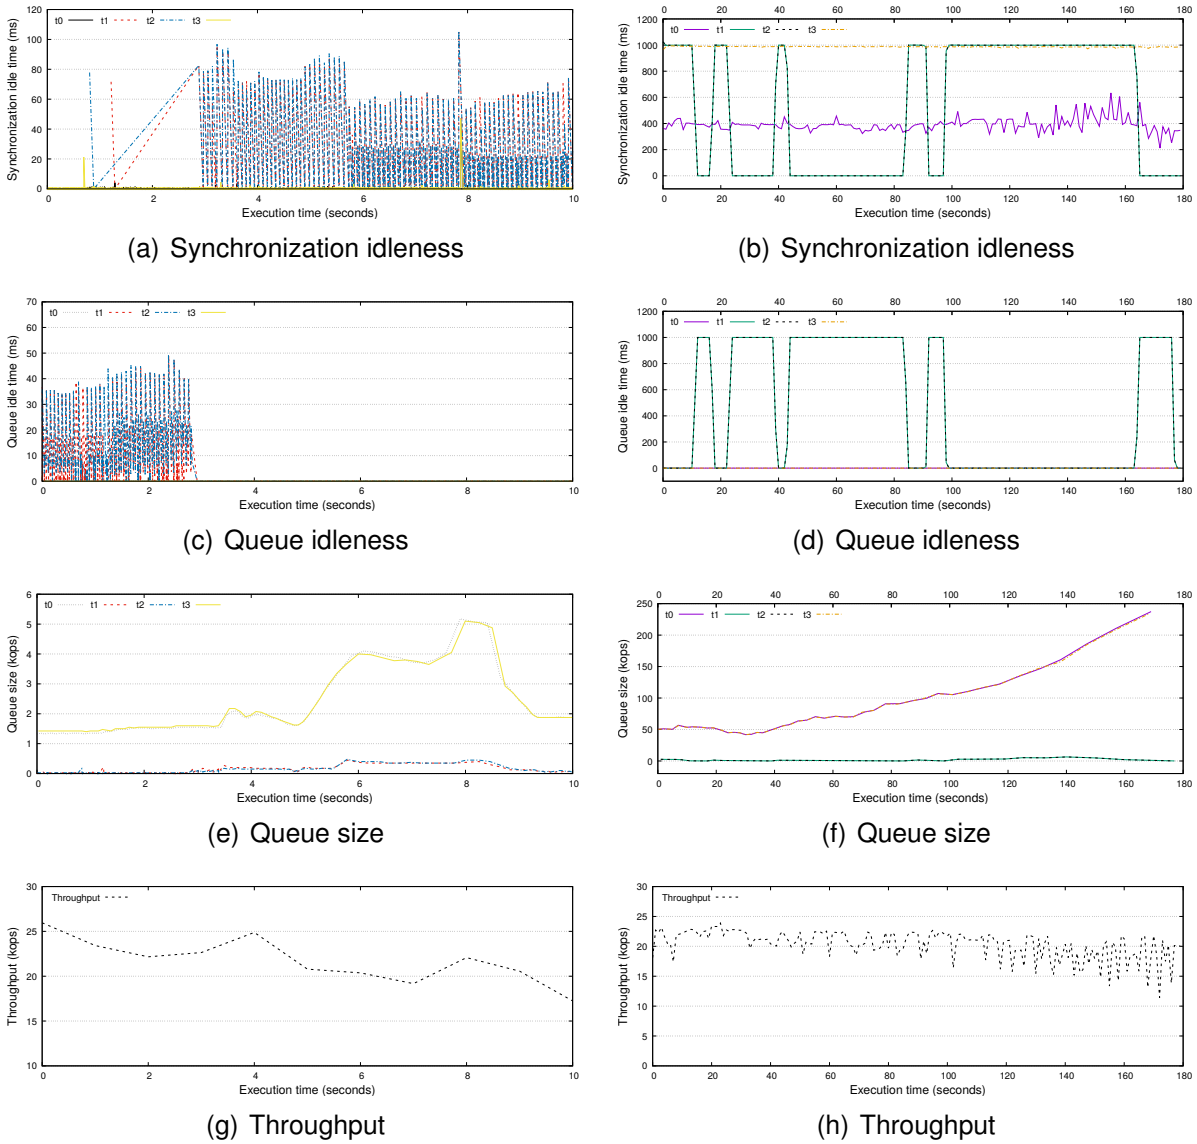 t0 t1 t2 t3
Synchronization idle time (ms)
120
100
80
60
40
20
0
0 2 4 6 8 10
Execution time (seconds)
(a) Synchronization idleness
0 20 40 60 80 100 120 140 160 180
t0 t1 t2 t3
Synchronization idle time (ms)
1200
1000
800
600
400
200
0
0 20 40 60 80 100 120 140 160 180
Execution time (seconds)
(b) Synchronization idleness
t0 t1 t2 t3
Queue idle time (ms)
70
60
50
40
30
20
10
0
0 2 4 6 8 10
Execution time (seconds)
(c) Queue idleness
0 20 40 60 80 100 120 140 160 180
t0 t1 t2 t3
Queue idle time (ms)
1200
1000
800
600
400
200
0
0 20 40 60 80 100 120 140 160 180
Execution time (seconds)
(d) Queue idleness
t0 t1 t2 t3
Queue size (kops)
6
5
4
3
2
1
0
0 2 4 6 8 10
Execution time (seconds)
(e) Queue size
0 20 40 60 80 100 120 140 160 180
t0 t1 t2 t3
Queue size (kops)
250
200
150
100
50
0
0 20 40 60 80 100 120 140 160 180
Execution time (seconds)
(f) Queue size
Throughput
Throughput (kops)
30
25
20
15
10
0 2 4 6 8 10
Execution time (seconds)
(g) Throughput
Throughput
Throughput (kops)
30
25
20
15
10
5
0
0 20 40 60 80 100 120 140 160 180
Execution time (seconds)
(h) Throughput